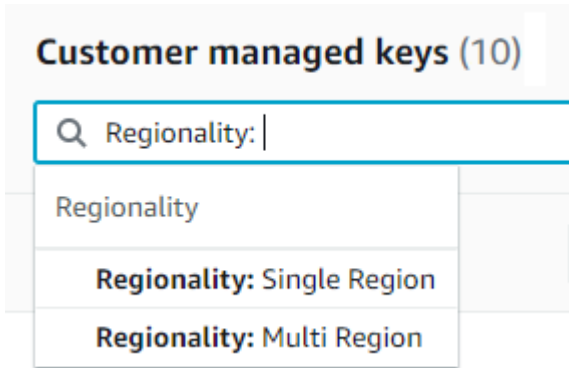 Customer managed keys (10)
Regionality:
Regionality
Regionality: Single Region
Regionality: Multi Region